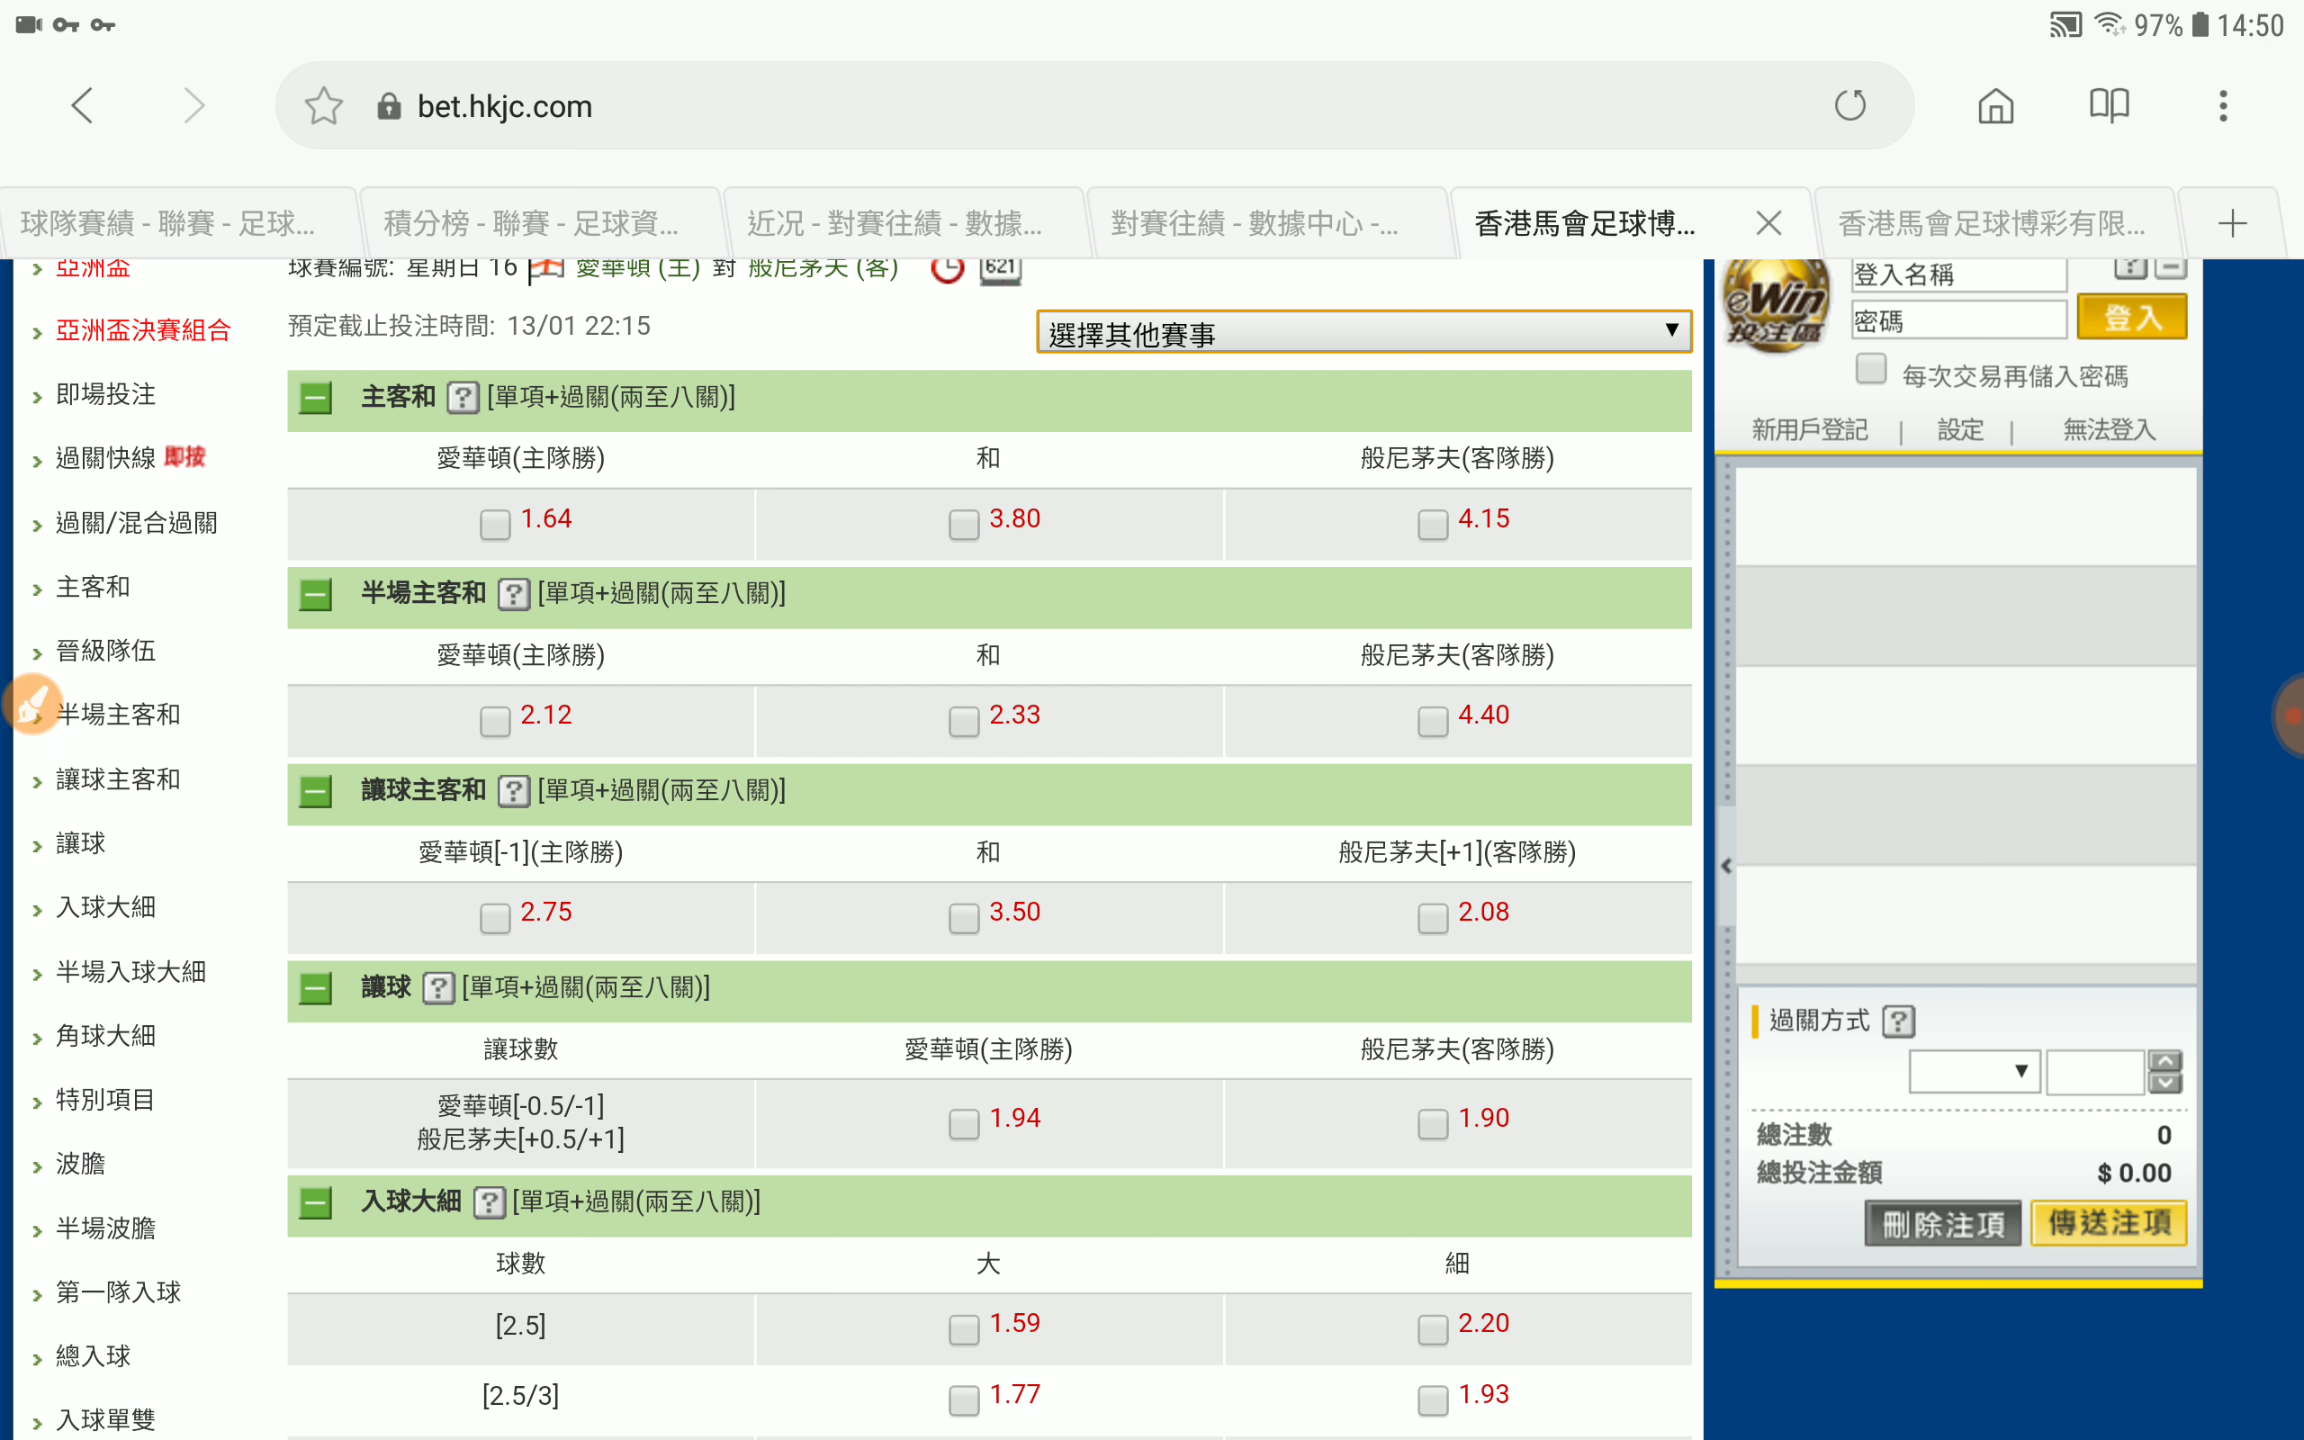 97% 14:50
bet.hkjc.com
球隊賽績 - 聯賽 - 足球...
積分榜 - 聯賽 - 足球資...
近況 - 對賽往績 - 數據...
對賽往績 - 數據中心 -...
香港馬會足球博...
香港馬會足球博彩有限...
亞洲盃
亞洲盃決賽組合
即場投注
過關快線 即按
過關/混合過關
主客和
晉級隊伍
半場主客和
讓球主客和
讓球
入球大細
半場入球大細
角球大細
特別項目
波膽
半場波膽
第一隊入球
總入球
入球單雙
球賽編號: 星期日 16 愛華頓 (主) 對 般尼茅夫 (客) 621
預定截止投注時間: 13/01 22:15
選擇其他賽事
主客和 ? [單項+過關(兩至八關)]
愛華頓(主隊勝) 和 般尼茅夫(客隊勝)
1.64 3.80 4.15
半場主客和 ? [單項+過關(兩至八關)]
愛華頓(主隊勝) 和 般尼茅夫(客隊勝)
2.12 2.33 4.40
讓球主客和 ? [單項+過關(兩至八關)]
愛華頓[-1](主隊勝) 和 般尼茅夫[+1](客隊勝)
2.75 3.50 2.08
讓球 ? [單項+過關(兩至八關)]
讓球數 愛華頓(主隊勝) 般尼茅夫(客隊勝)
愛華頓[-0.5/-1]
般尼茅夫[+0.5/+1]
1.94 1.90
入球大細 ? [單項+過關(兩至八關)]
球數 大 細
[2.5] 1.59 2.20
[2.5/3] 1.77 1.93
eWin
投注區
登入名稱
?
密碼
登入
每次交易再儲入密碼
新用戶登記 | 設定 | 無法登入
過關方式 ?
總注數 0
總投注金額 $ 0.00
刪除注項 傳送注項